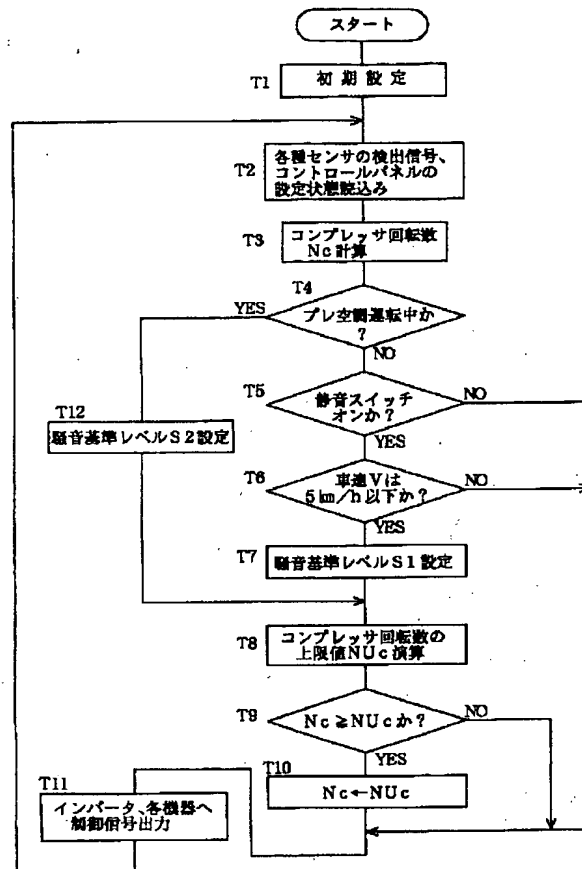 スタート
T1
初期設定
T2
各種センサの検出信号、
コントロールパネルの
設定状態読込み
T3
コンプレッサ回転数
Nc計算
T4
プレ空調運転中か
?
YES
NO
T5
静音スイッチ
オンか?
NO
YES
T12
騒音基準レベルS2設定
T6
車速Vは
5km/h以下か?
NO
YES
T7
騒音基準レベルS1設定
T8
コンプレッサ回転数の
上限値NUc演算
T9
Nc≧NUcか?
NO
YES
T10
Nc←NUc
T11
インバータ、各機器へ
制御信号出力